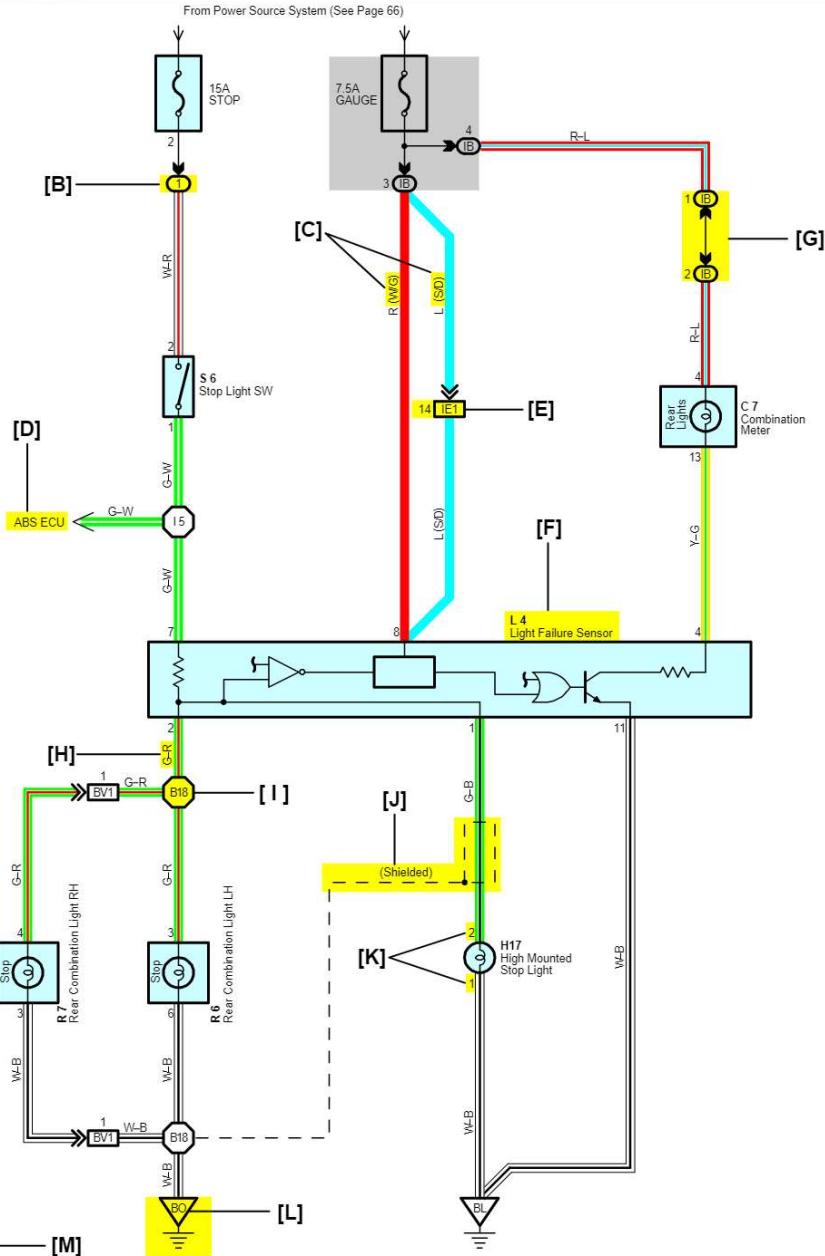 From Power Source System (See Page 66)
15A
STOP
7.5A
GAUGE
2
4
IB
R–L
[B]
1
3
IB
1
IB
[G]
[C]
W–R
R (W/G)
L (S/D)
2
IB
R–L
2
S 6
Stop Light SW
4
Rear
Lights
C 7
Combination
Meter
14
IE1
[E]
1
13
[D]
G–W
ABS ECU
G–W
I 5
L (S/D)
[F]
Y–G
G–W
L 4
Light Failure Sensor
7
8
4
2
1
11
[H]
G–R
G–B
1
BV1
G–R
B18
[ I ]
[J]
(Shielded)
G–R
G–R
4
3
2
H17
High Mounted
Stop Light
[K]
1
Stop
R 7
Rear Combination Light RH
Stop
R 6
Rear Combination Light LH
W–B
3
6
W–B
W–B
W–B
1
BV1
W–B
B18
W–B
BO
[L]
BL
[M]